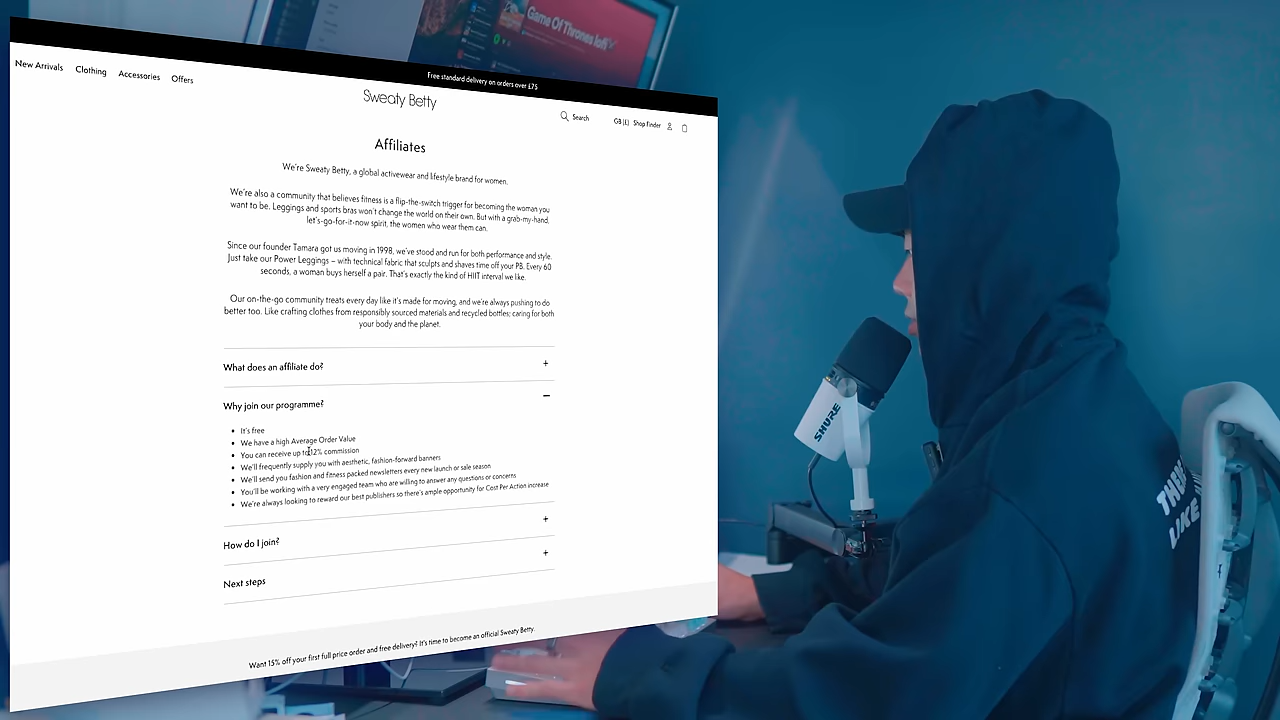 Game Of Thrones lofi
Free standard delivery on orders over £75
New Arrivals Clothing Accessories Offers
Sweaty Betty
Search GB (£) Shop Finder
Affiliates
We're Sweaty Betty, a global activewear and lifestyle brand for women.
We're also a community that believes fitness is a flip-the-switch trigger for becoming the woman you
want to be. Leggings and sports bras won't change the world on their own. But with a grab-my-hand,
let's-go-for-it-now spirit, the women who wear them can.
Since our founder Tamara got us moving in 1998, we've stood and run for both performance and style.
Just take our Power Leggings – with technical fabric that sculpts and shaves time off your PB. Every 60
seconds, a woman buys herself a pair. That's exactly the kind of HIIT interval we like.
Our on-the-go community treats every day like it's made for moving, and we're always pushing to do
better too. Like crafting clothes from responsibly sourced materials and recycled bottles; caring for both
your body and the planet.
What does an affiliate do? +
Why join our programme? –
• It's free
• We have a high Average Order Value
• You can receive up to 12% commission
• We'll frequently supply you with aesthetic, fashion-forward banners
• We'll send you fashion and fitness packed newsletters every new launch or sale season
• You'll be working with a very engaged team who are willing to answer any questions or concerns
• We're always looking to reward our best publishers so there's ample opportunity for Cost Per Action increase
How do I join? +
Next steps +
Want 15% off your first full price order and free delivery? It's time to become an official Sweaty Betty.
SHURE
LIKE